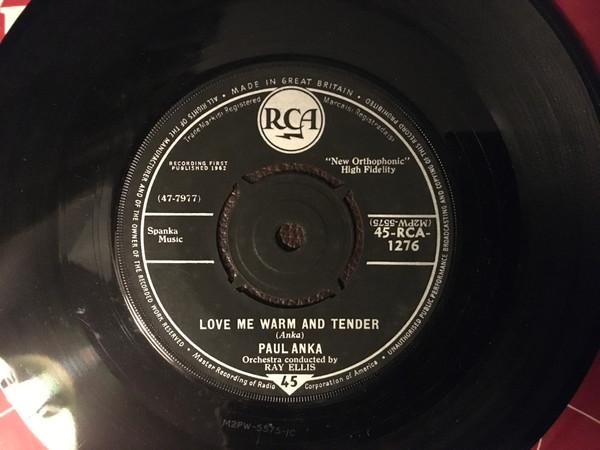 MADE IN GREAT BRITAIN
ALL RIGHTS OF THE MANUFACTURER AND OF THE OWNER OF THE RECORDED WORK RESERVED
UNAUTHORISED PUBLIC PERFORMANCE BROADCASTING AND COPYING OF THIS RECORD PROHIBITED
Trade Mark(s) Registered
Marca(s) Registrada(s)
RCA
RECORDING FIRST
PUBLISHED 1962
"New Orthophonic"
High Fidelity
(47-7977)
(M2PW-5575)
Spanka
Music
45-RCA-
1276
LOVE ME WARM AND TENDER
(Anka)
PAUL ANKA
Orchestra conducted by
RAY ELLIS
Master Recording of Radio Corporation of America
45
M2PW-5575-1C